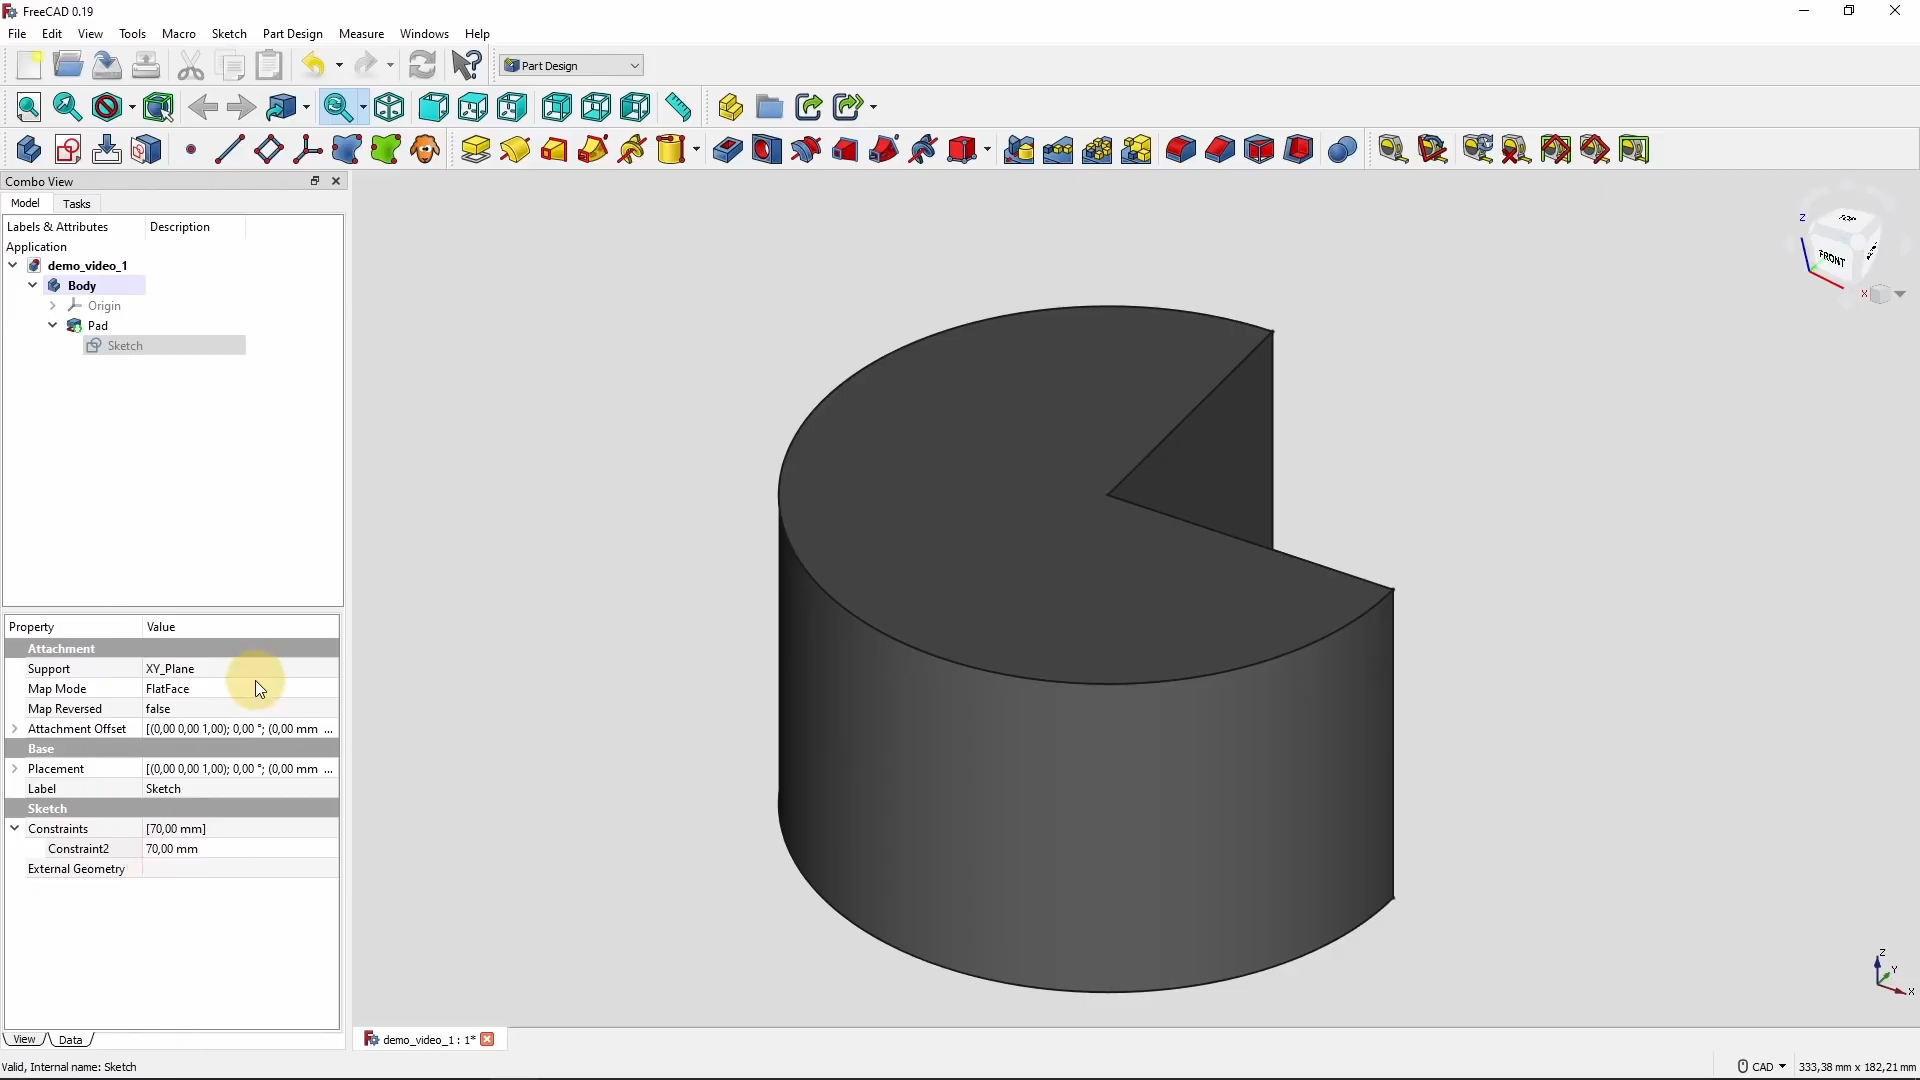 FreeCAD 0.19
File Edit View Tools Macro Sketch Part Design Measure Windows Help
Part Design
Combo View
Model Tasks
Labels & Attributes Description
Application
demo_video_1
Body
Origin
Pad
Sketch
Property Value
Attachment
Support XY_Plane
Map Mode FlatFace
Map Reversed false
Attachment Offset [(0,00 0,00 1,00); 0,00 °; (0,00 mm ...
Base
Placement [(0,00 0,00 1,00); 0,00 °; (0,00 mm ...
Label Sketch
Sketch
Constraints [70,00 mm]
Constraint2 70,00 mm
External Geometry
View Data
Z
FRONT
X
Z
Y
X
demo_video_1 : 1*
Valid, Internal name: Sketch
CAD 333,38 mm x 182,21 mm